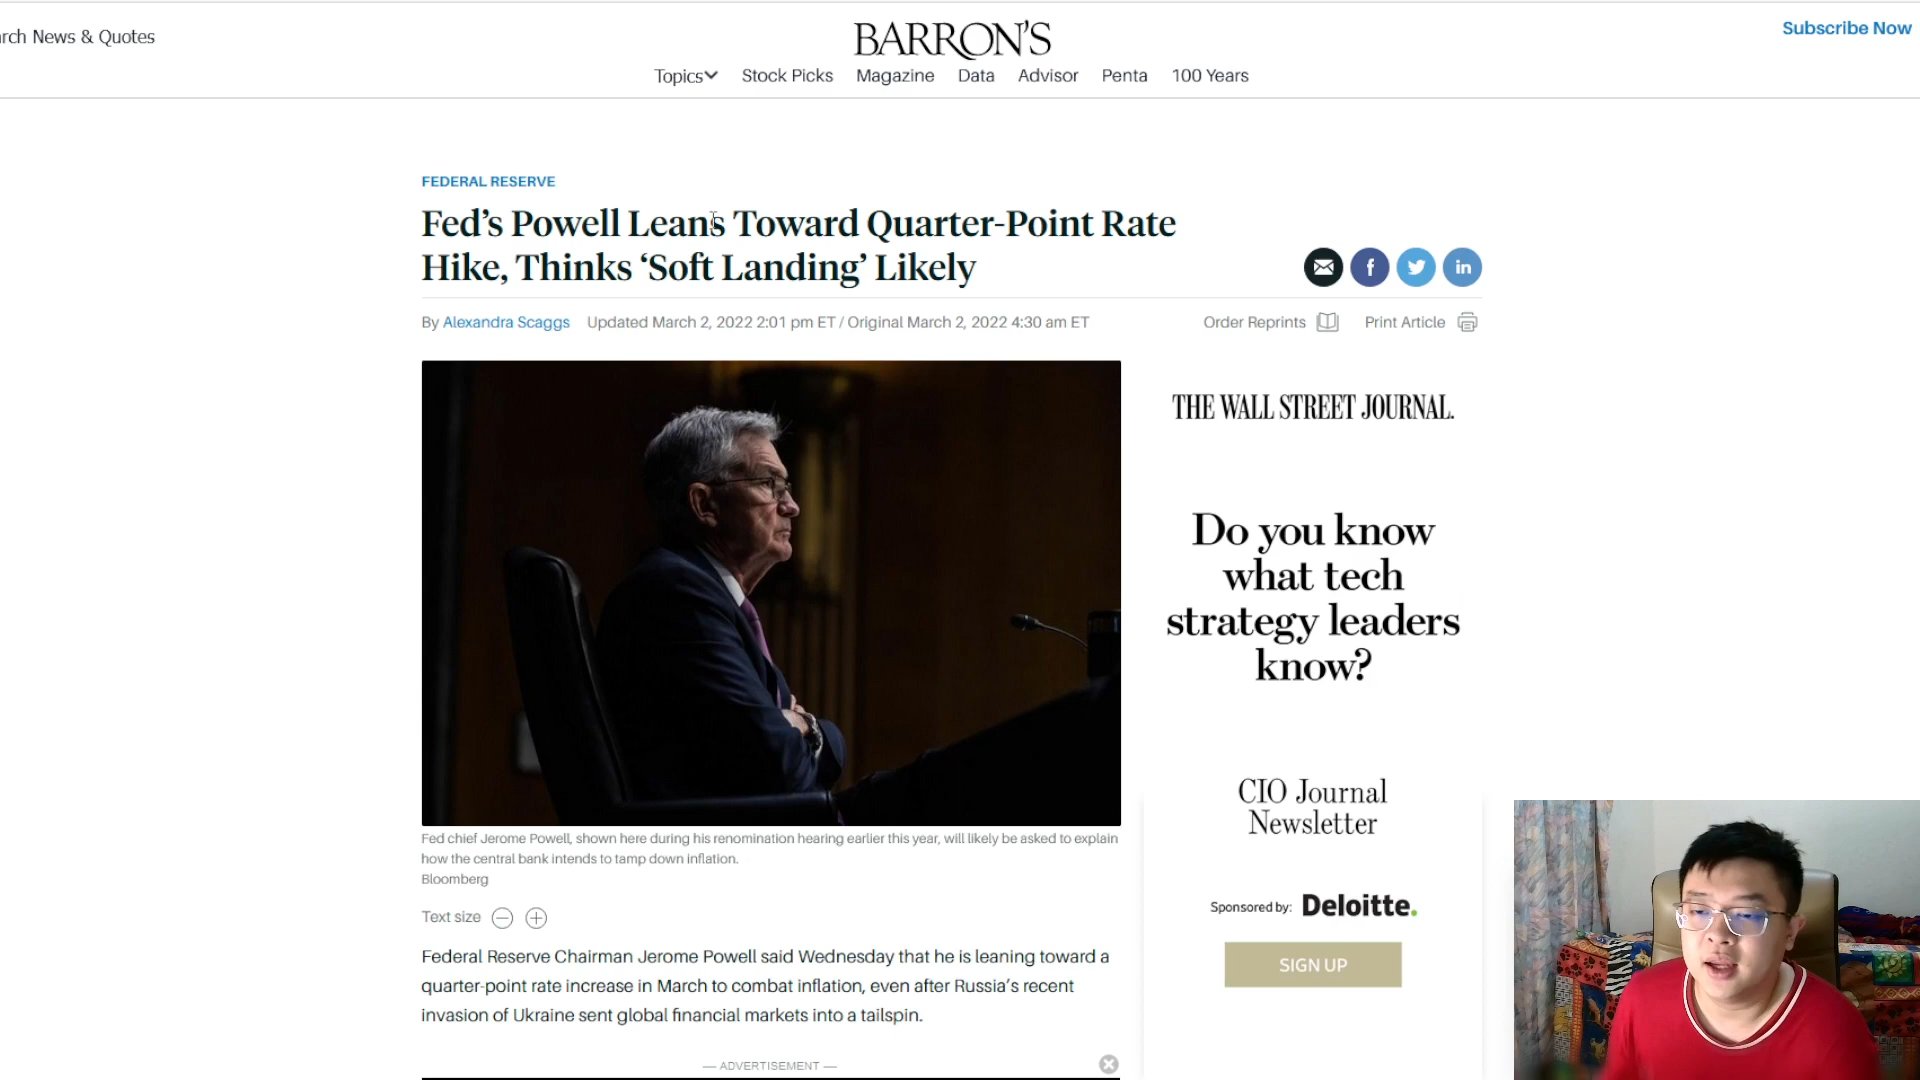 rch News & Quotes
BARRON'S
Subscribe Now
Topics Stock Picks Magazine Data Advisor Penta 100 Years
FEDERAL RESERVE
Fed’s Powell Leans Toward Quarter-Point Rate
Hike, Thinks ‘Soft Landing’ Likely
By Alexandra Scaggs Updated March 2, 2022 2:01 pm ET / Original March 2, 2022 4:30 am ET
Order Reprints Print Article
THE WALL STREET JOURNAL.
Do you know
what tech
strategy leaders
know?
CIO Journal
Newsletter
Sponsored by: Deloitte.
SIGN UP
Fed chief Jerome Powell, shown here during his renomination hearing earlier this year, will likely be asked to explain
how the central bank intends to tamp down inflation.
Bloomberg
Text size
Federal Reserve Chairman Jerome Powell said Wednesday that he is leaning toward a
quarter-point rate increase in March to combat inflation, even after Russia’s recent
invasion of Ukraine sent global financial markets into a tailspin.
— ADVERTISEMENT —